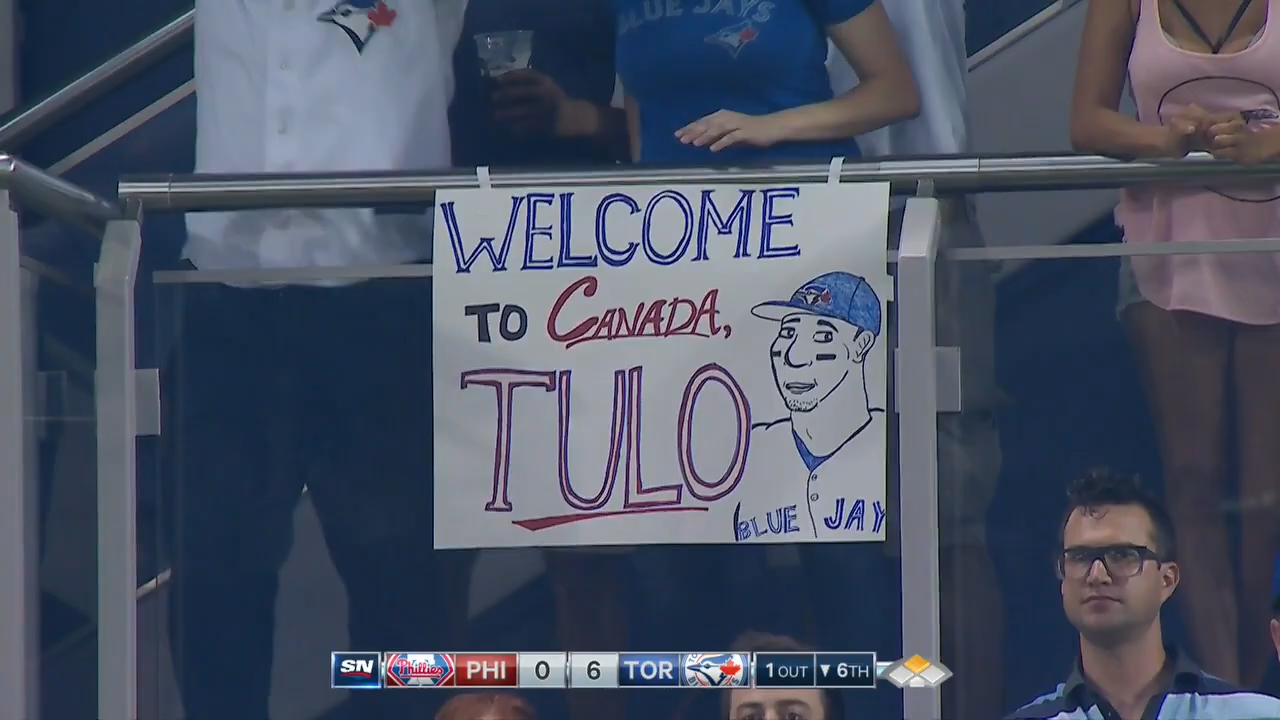 BLUE JAYS
WELCOME
TO CANADA,
TULO
BLUE JAY
SN Phillies PHI 0 6 TOR 1 OUT ▼ 6TH